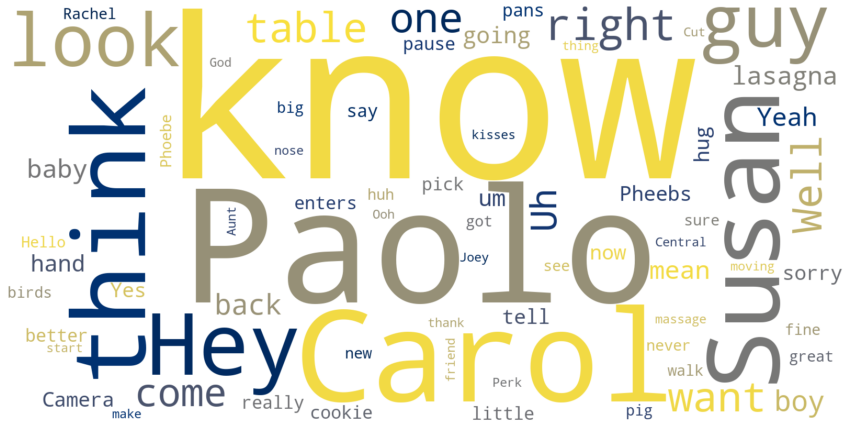 Rachel
look
table
one
pans
right
Cut
guy
pause
going
thing
God
know
lasagna
think
Phoebe
big
say
kisses
hug
Susan
Yeah
nose
baby
Well
Paolo
pick
huh
um
Uh
Pheebs
enters
Aunt
Ooh
got
sure
Hello
Central
hand
Joey
see
now
mean
moving
sorry
birds
Yes
back
Carol
tell
massage
fine
better
Hey
thank
start
new
friend
never
great
Perk
walk
Camera
come
really
cookie
little
pig
want
boy
make